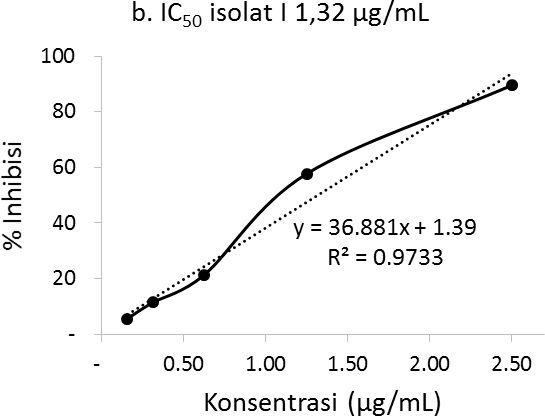 b. IC₅₀ isolat I 1,32 µg/mL
100
80
60
40
20
-
% Inhibisi
y = 36.881x + 1.39
R² = 0.9733
- 0.50 1.00 1.50 2.00 2.50
Konsentrasi (µg/mL)